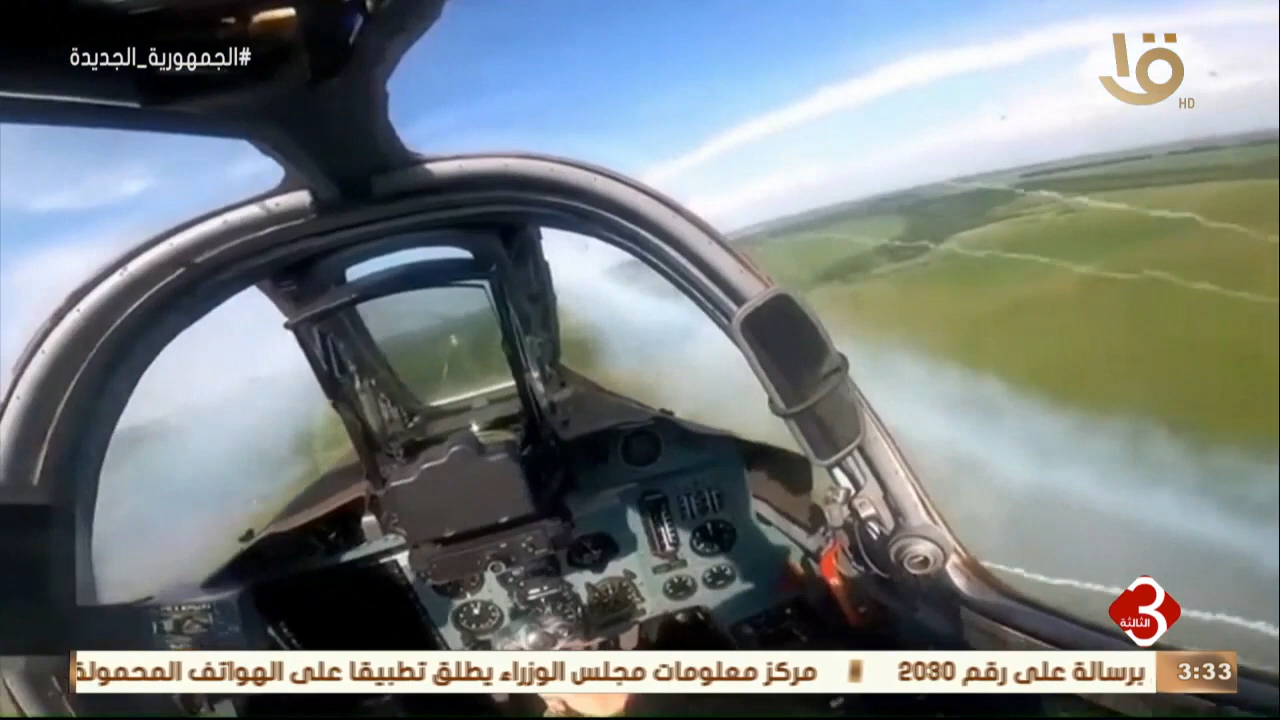 #الجمهورية_الجديدة
HD
3
الثالثة
برسالة على رقم 2030 مركز معلومات مجلس الوزراء يطلق تطبيقا على الهواتف المحمولة
3:33